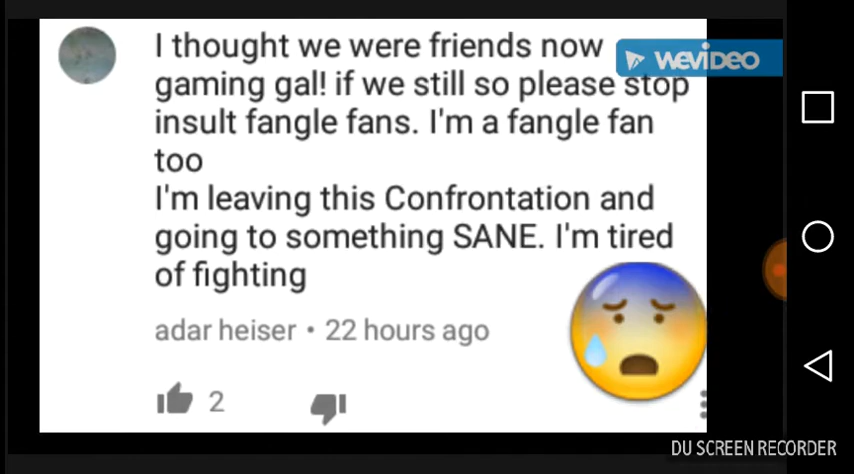 I thought we were friends now
WeVIDEO
gaming gal! if we still so please stop
insult fangle fans. I'm a fangle fan
too
I'm leaving this Confrontation and
going to something SANE. I'm tired
of fighting
adar heiser • 22 hours ago
2
DU SCREEN RECORDER